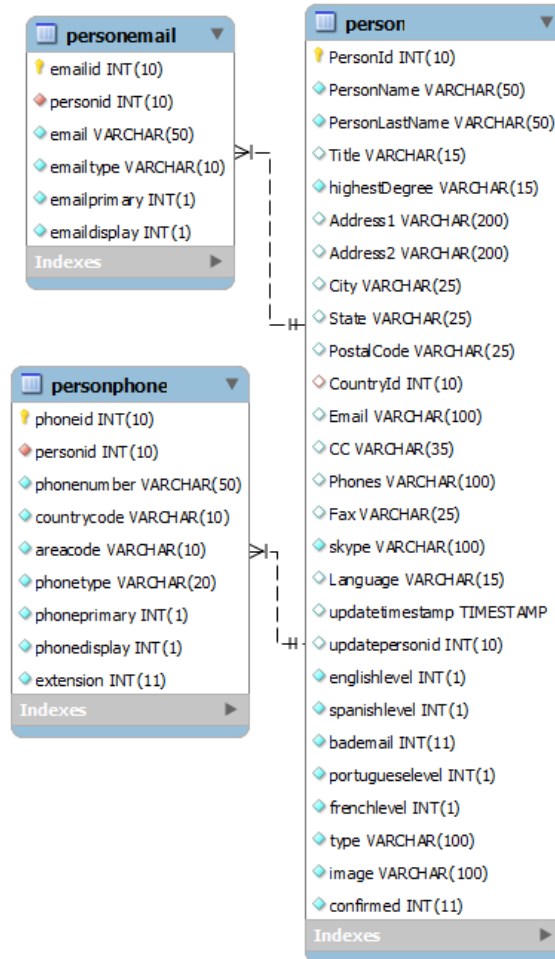 personemail
emailid INT(10)
personid INT(10)
email VARCHAR(50)
emailtype VARCHAR(10)
emailprimary INT(1)
emaildisplay INT(1)
Indexes
personphone
phoneid INT(10)
personid INT(10)
phonenumber VARCHAR(50)
countrycode VARCHAR(10)
areacode VARCHAR(10)
phonetype VARCHAR(20)
phoneprimary INT(1)
phonedisplay INT(1)
extension INT(11)
Indexes
person
PersonId INT(10)
PersonName VARCHAR(50)
PersonLastName VARCHAR(50)
Title VARCHAR(15)
highestDegree VARCHAR(15)
Address1 VARCHAR(200)
Address2 VARCHAR(200)
City VARCHAR(25)
State VARCHAR(25)
PostalCode VARCHAR(25)
CountryId INT(10)
Email VARCHAR(100)
CC VARCHAR(35)
Phones VARCHAR(100)
Fax VARCHAR(25)
skype VARCHAR(100)
Language VARCHAR(15)
updatetimestamp TIMESTAMP
updatepersonid INT(10)
englishlevel INT(1)
spanishlevel INT(1)
bademail INT(11)
portugueselevel INT(1)
frenchlevel INT(1)
type VARCHAR(100)
image VARCHAR(100)
confirmed INT(11)
Indexes